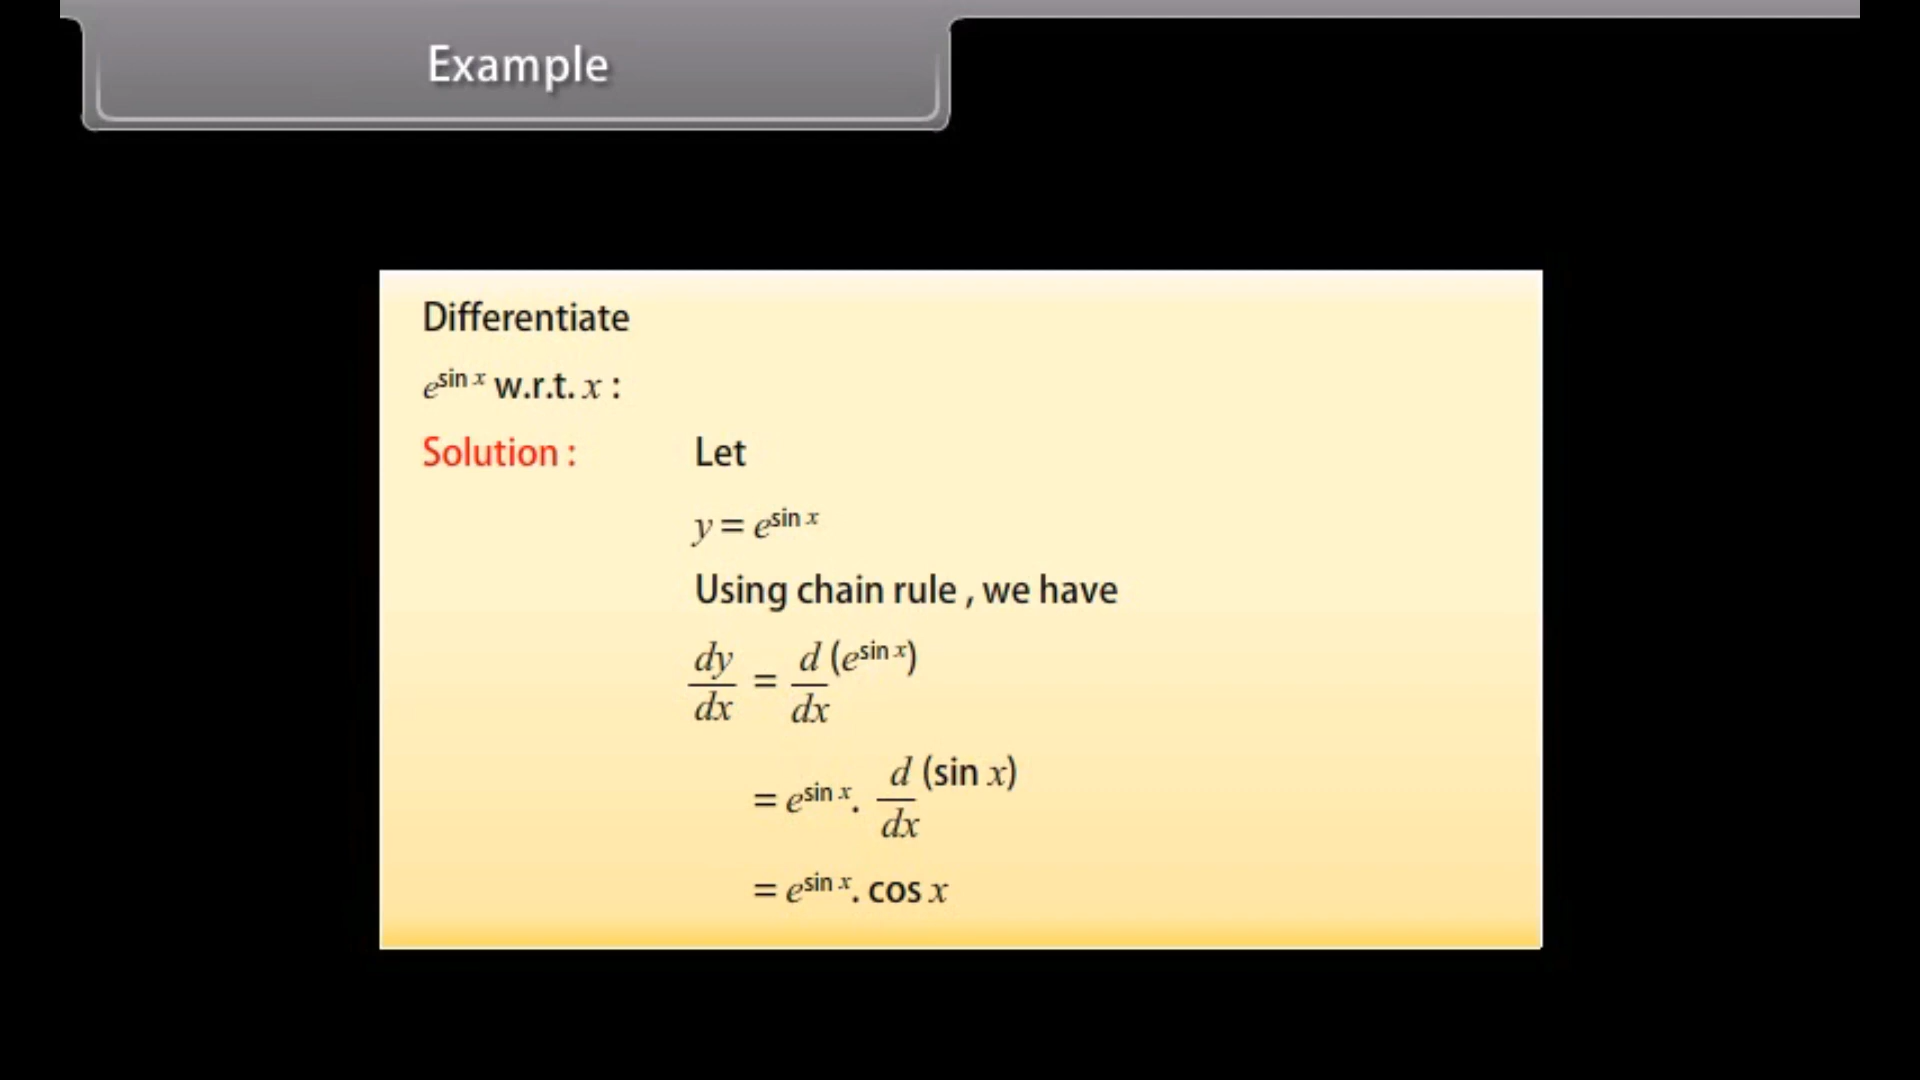 Example
Differentiate
e^sin x w.r.t. x :
Solution : Let
y = e^sin x
Using chain rule , we have
dy/dx = d/dx (e^sin x)
= e^sin x . d/dx (sin x)
= e^sin x . cos x